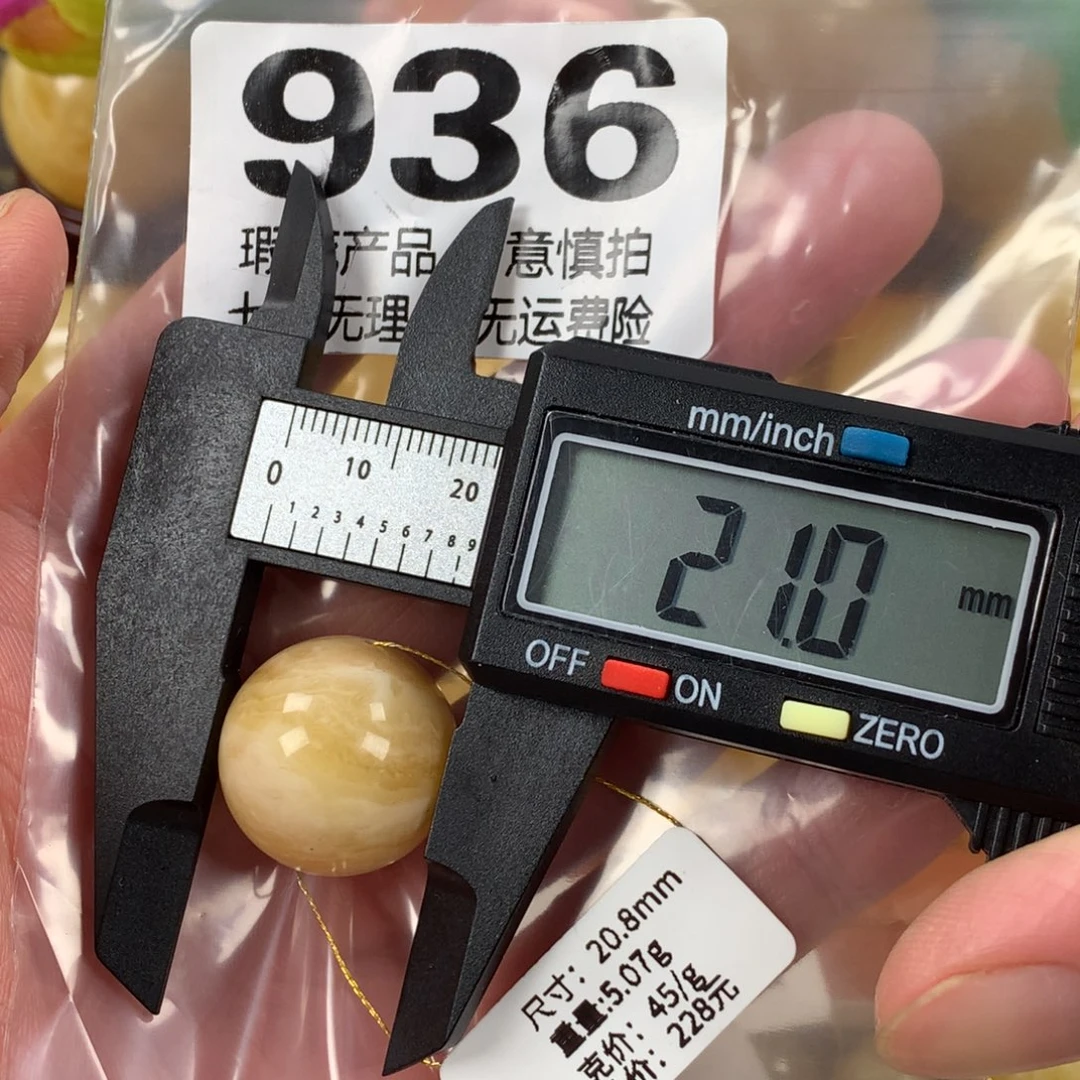 936
瑕疵产品 意慎拍
无理 无运费险
mm/inch
0 10 20
1 2 3 4 5 6 7 8 9
21.0 mm
OFF ON
ZERO
尺寸: 20.8mm
重量:5.07g
克价: 45/g
价: 228元